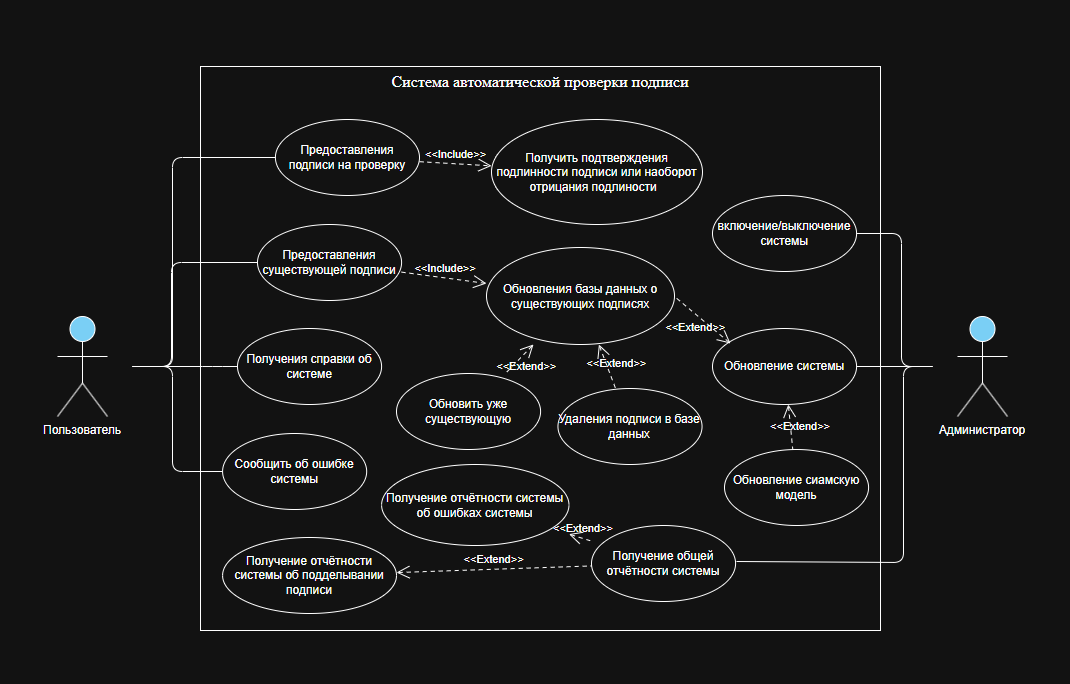 Система автоматической проверки подписи
Предоставления
подписи на проверку
<<Include>>
Получить подтверждения
подлинности подписи или наоборот
отрицания подлиности
включение/выключение
системы
Предоставления
существующей подписи
<<Include>>
Обновления базы данных о
существующих подписях
<<Extend>>
Получения справки об
системе
<<Extend>>
<<Extend>>
Обновление системы
Обновить уже
существующую
Удаления подписи в базе
данных
<<Extend>>
Пользователь
Администратор
Сообщить об ошибке
системы
Обновление сиамскую
модель
Получение отчётности системы
об ошибках системы
<<Extend>>
Получение отчётности
системы об подделывании
подписи
<<Extend>>
Получение общей
отчётности системы